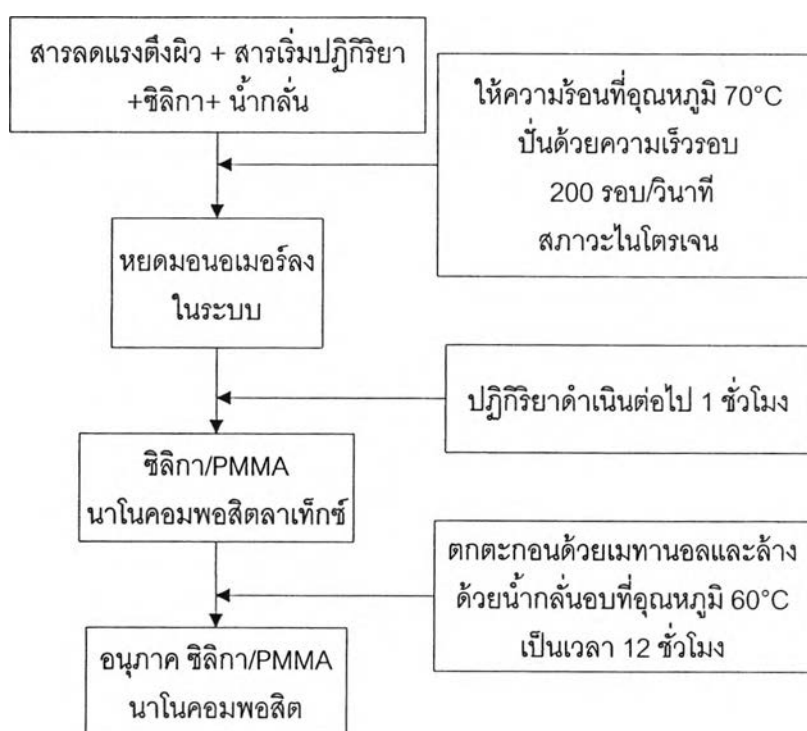 สารลดแรงตึงผิว + สารเริ่มปฏิกิริยา
+ซิลิกา+ น้ำกลั่น
ให้ความร้อนที่อุณหภูมิ 70°C
ปั่นด้วยความเร็วรอบ
200 รอบ/วินาที
สภาวะไนโตรเจน
หยดมอนอเมอร์ลง
ในระบบ
ปฏิกิริยาดำเนินต่อไป 1 ชั่วโมง
ซิลิกา/PMMA
นาโนคอมพอสิตลาเท็กซ์
ตกตะกอนด้วยเมทานอลและล้าง
ด้วยน้ำกลั่นอบที่อุณหภูมิ 60°C
เป็นเวลา 12 ชั่วโมง
อนุภาค ซิลิกา/PMMA
นาโนคอมพอสิต